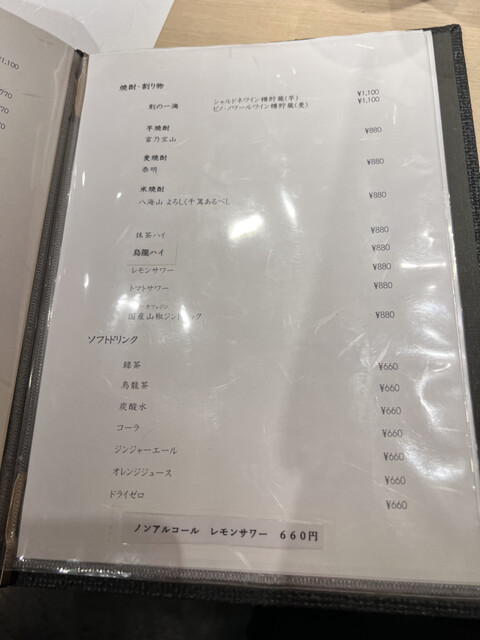 ¥1,100
770
770
焼酎・割り物
シャルドネワイン樽貯蔵(芋) ¥1,100
ピノ・ノワールワイン樽貯蔵(麦) ¥1,100
芋焼酎 ¥880
富乃宝山
麦焼酎 ¥880
泰明
米焼酎 ¥880
八海山 よろしく千萬あるべし
抹茶ハイ ¥880
烏龍ハイ ¥880
レモンサワー ¥880
トマトサワー ¥880
国産山椒ジントニック ¥880
ソフトドリンク
緑茶 ¥660
烏龍茶 ¥660
炭酸水 ¥660
コーラ ¥660
ジンジャーエール ¥660
オレンジジュース ¥660
ドライゼロ ¥660
ノンアルコール レモンサワー 660円